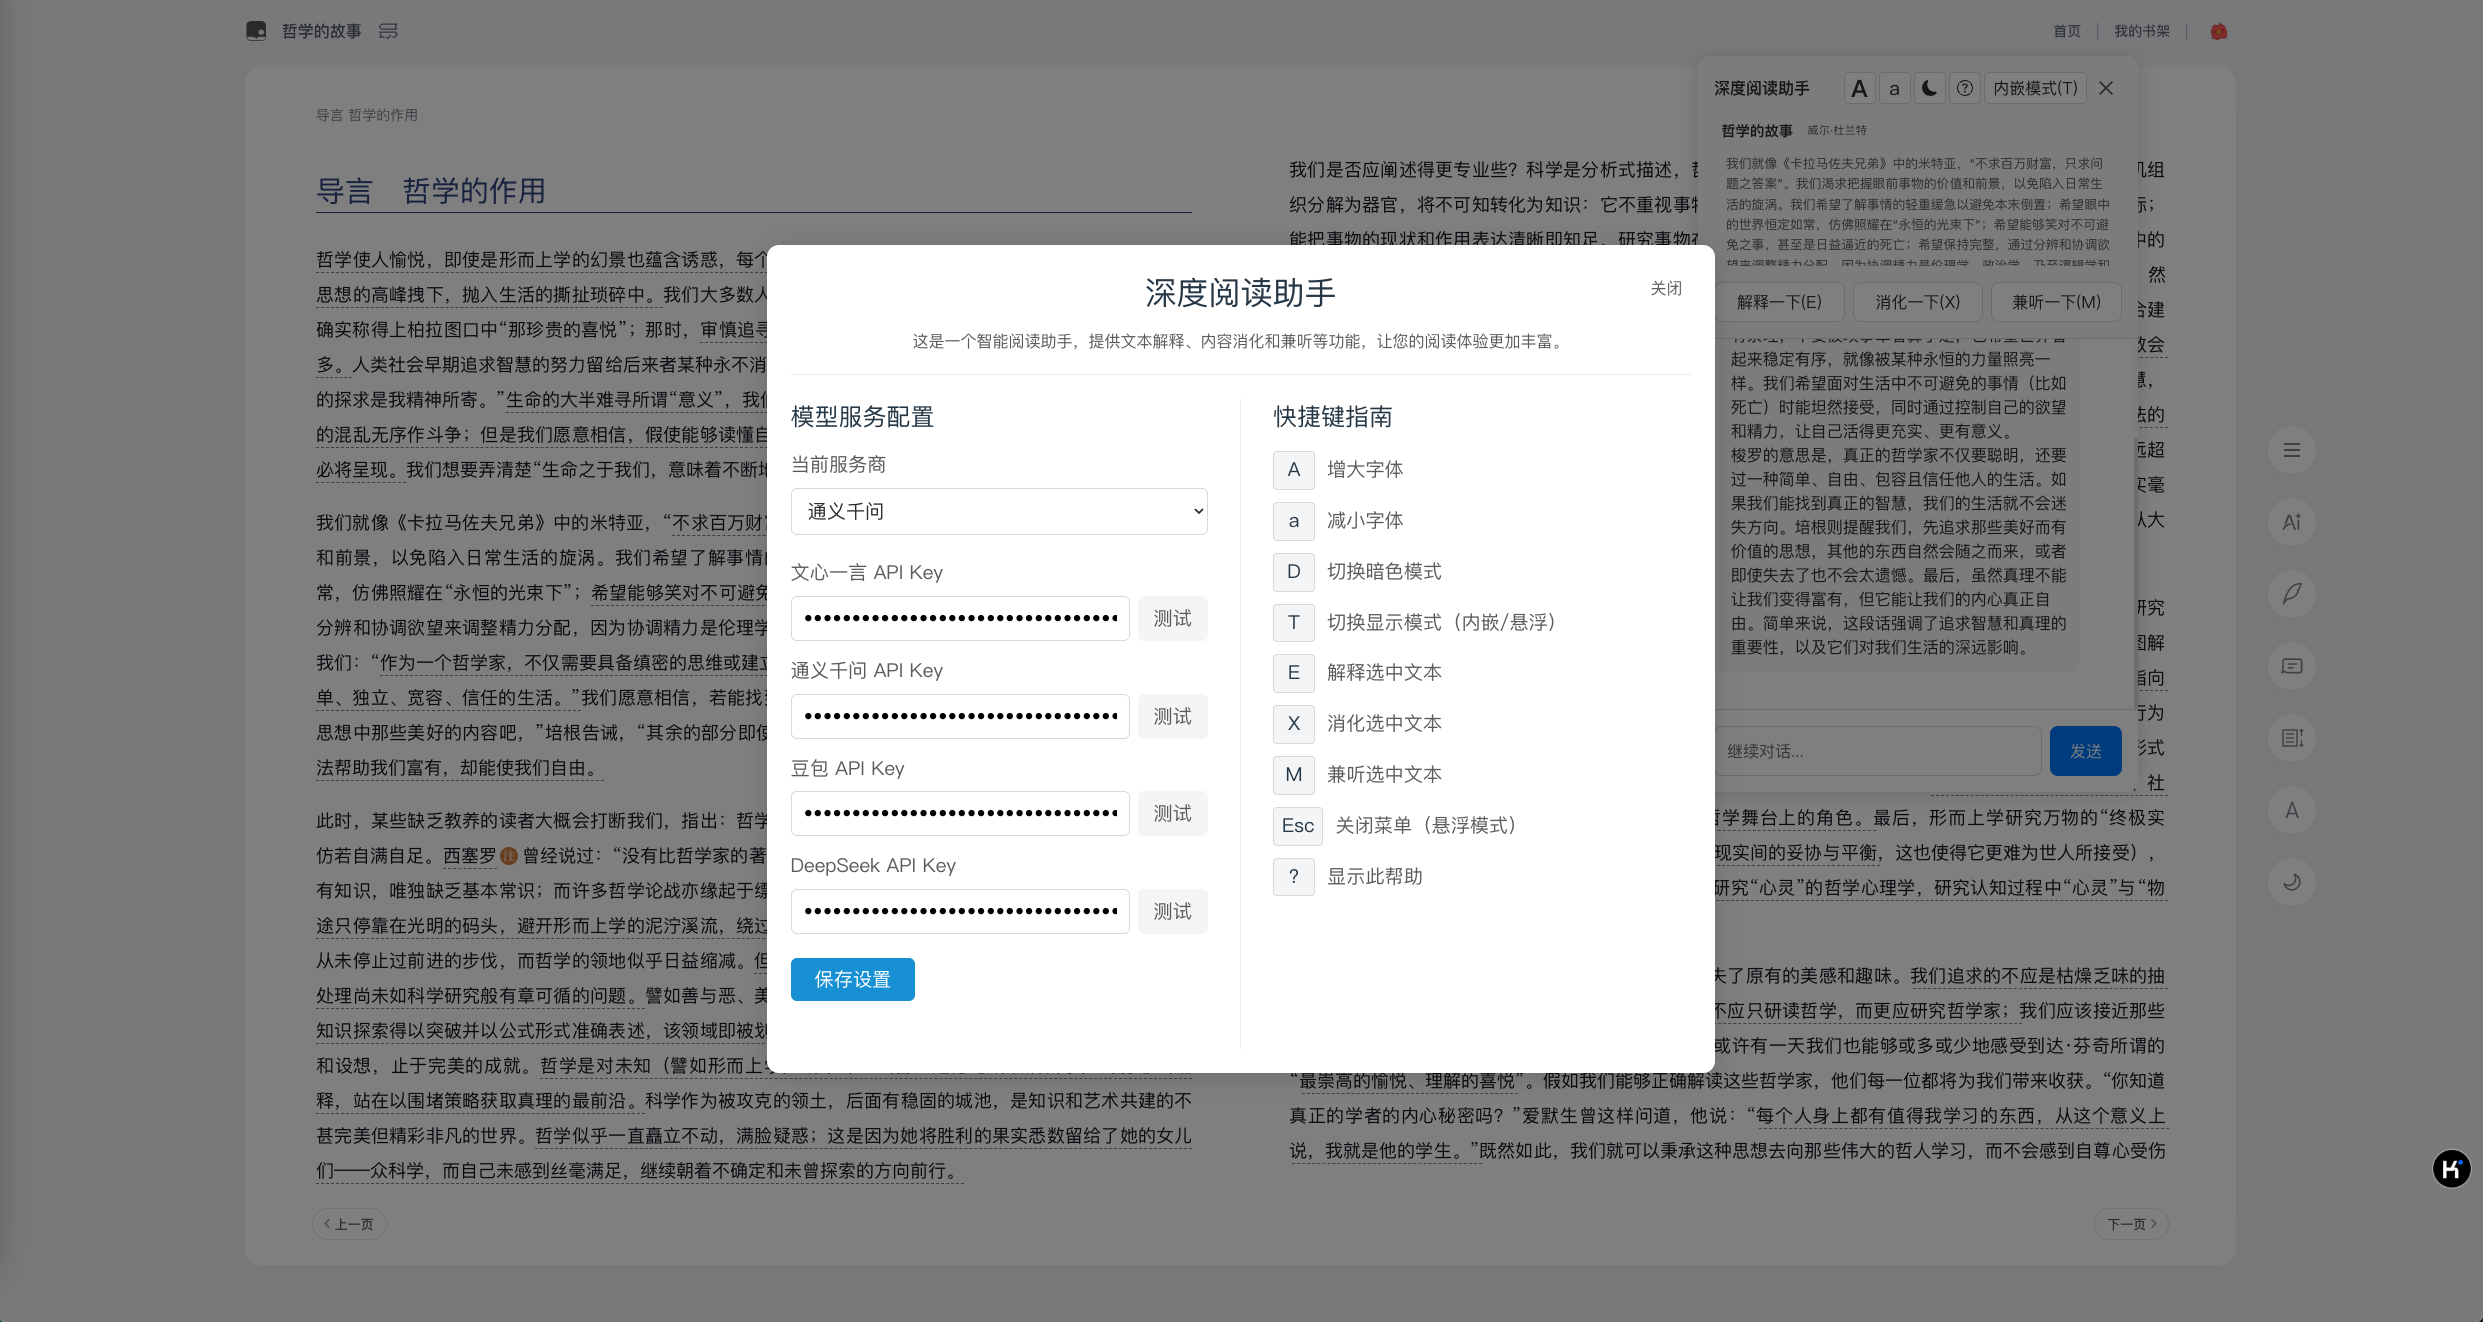 哲学的故事
首页
我的书架
导言 哲学的作用
导言 哲学的作用
哲学使人愉悦，即使是形而上学的幻景也蕴含诱惑，每个
思想的高峰拽下，抛入生活的撕扯琐碎中。我们大多数人
确实称得上柏拉图口中“那珍贵的喜悦”；那时，审慎追寻
多。人类社会早期追求智慧的努力留给后来者某种永不消
的探求是我精神所寄。”生命的大半难寻所谓“意义”，我们
的混乱无序作斗争；但是我们愿意相信，假使能够读懂自
必将呈现。我们想要弄清楚“生命之于我们，意味着不断地
我们就像《卡拉马佐夫兄弟》中的米特亚，“不求百万财富
和前景，以免陷入日常生活的旋涡。我们希望了解事情的
常，仿佛照耀在“永恒的光束下”；希望能够笑对不可避免
分辨和协调欲望来调整精力分配，因为协调精力是伦理学
我们：“作为一个哲学家，不仅需要具备缜密的思维或建立
单、独立、宽容、信任的生活。”我们愿意相信，若能找到
思想中那些美好的内容吧，”培根告诫，“其余的部分即使
法帮助我们富有，却能使我们自由。
此时，某些缺乏教养的读者大概会打断我们，指出：哲学
仿若自满自足。西塞罗注曾经说过：“没有比哲学家的著
有知识，唯独缺乏基本常识；而许多哲学论战亦缘起于缥
途只停靠在光明的码头，避开形而上学的泥泞溪流，绕过
从未停止过前进的步伐，而哲学的领地似乎日益缩减。但
处理尚未如科学研究般有章可循的问题。譬如善与恶、美
知识探索得以突破并以公式形式准确表述，该领域即被划
和设想，止于完美的成就。哲学是对未知（譬如形而上学
释，站在以围堵策略获取真理的最前沿。科学作为被攻克的领土，后面有稳固的城池，是知识和艺术共建的不
甚完美但精彩非凡的世界。哲学似乎一直矗立不动，满脸疑惑；这是因为她将胜利的果实悉数留给了她的女儿
们——众科学，而自己未感到丝毫满足，继续朝着不确定和未曾探索的方向前行。
上一页
我们是否应阐述得更专业些？科学是分析式描述，哲
几组
织分解为器官，将不可知转化为知识：它不重视事物
示；
能把事物的现状和作用表达清晰即知足，研究事物在
中的
然
合建
教会
慧，
法的
远超
实毫
人大
研究
图解
指向
行为
形式
，社
哲学舞台上的角色。最后，形而上学研究万物的“终极实
现实间的妥协与平衡，这也使得它更难为世人所接受），
研究“心灵”的哲学心理学，研究认知过程中“心灵”与“物
失了原有的美感和趣味。我们追求的不应是枯燥乏味的抽
不应只研读哲学，而更应研究哲学家；我们应该接近那些
或许有一天我们也能够或多或少地感受到达·芬奇所谓的
“最崇高的愉悦、理解的喜悦”。假如我们能够正确解读这些哲学家，他们每一位都将为我们带来收获。“你知道
真正的学者的内心秘密吗？”爱默生曾这样问道，他说：“每个人身上都有值得我学习的东西，从这个意义上
说，我就是他的学生。”既然如此，我们就可以秉承这种思想去向那些伟大的哲人学习，而不会感到自尊心受伤
下一页
深度阅读助手
A
a
?
内嵌模式(T)
哲学的故事 威尔·杜兰特
我们就像《卡拉马佐夫兄弟》中的米特亚，“不求百万财富，只求问
题之答案”。我们渴求把握眼前事物的价值和前景，以免陷入日常生
活的旋涡。我们希望了解事情的轻重缓急以避免本末倒置；希望眼中
的世界恒定如常，仿佛照耀在“永恒的光束下”；希望能够笑对不可避
免之事，甚至是日益逼近的死亡；希望保持完整，通过分辨和协调欲
望来调整精力分配，因为协调精力是伦理学、政治学、乃至逻辑学和
解释一下(E)
消化一下(X)
兼听一下(M)
起来稳定有序，就像被某种永恒的力量照亮一
样。我们希望面对生活中不可避免的事情（比如
死亡）时能坦然接受，同时通过控制自己的欲望
和精力，让自己活得更充实、更有意义。
梭罗的意思是，真正的哲学家不仅要聪明，还要
过一种简单、自由、包容且信任他人的生活。如
果我们能找到真正的智慧，我们的生活就不会迷
失方向。培根则提醒我们，先追求那些美好而有
价值的思想，其他的东西自然会随之而来，或者
即使失去了也不会太遗憾。最后，虽然真理不能
让我们变得富有，但它能让我们的内心真正自
由。简单来说，这段话强调了追求智慧和真理的
重要性，以及它们对我们生活的深远影响。
继续对话...
发送
深度阅读助手
关闭
这是一个智能阅读助手，提供文本解释、内容消化和兼听等功能，让您的阅读体验更加丰富。
模型服务配置
当前服务商
通义千问
文心一言 API Key
测试
通义千问 API Key
测试
豆包 API Key
测试
DeepSeek API Key
测试
保存设置
快捷键指南
A 增大字体
a 减小字体
D 切换暗色模式
T 切换显示模式（内嵌/悬浮）
E 解释选中文本
X 消化选中文本
M 兼听选中文本
Esc 关闭菜单（悬浮模式）
? 显示此帮助